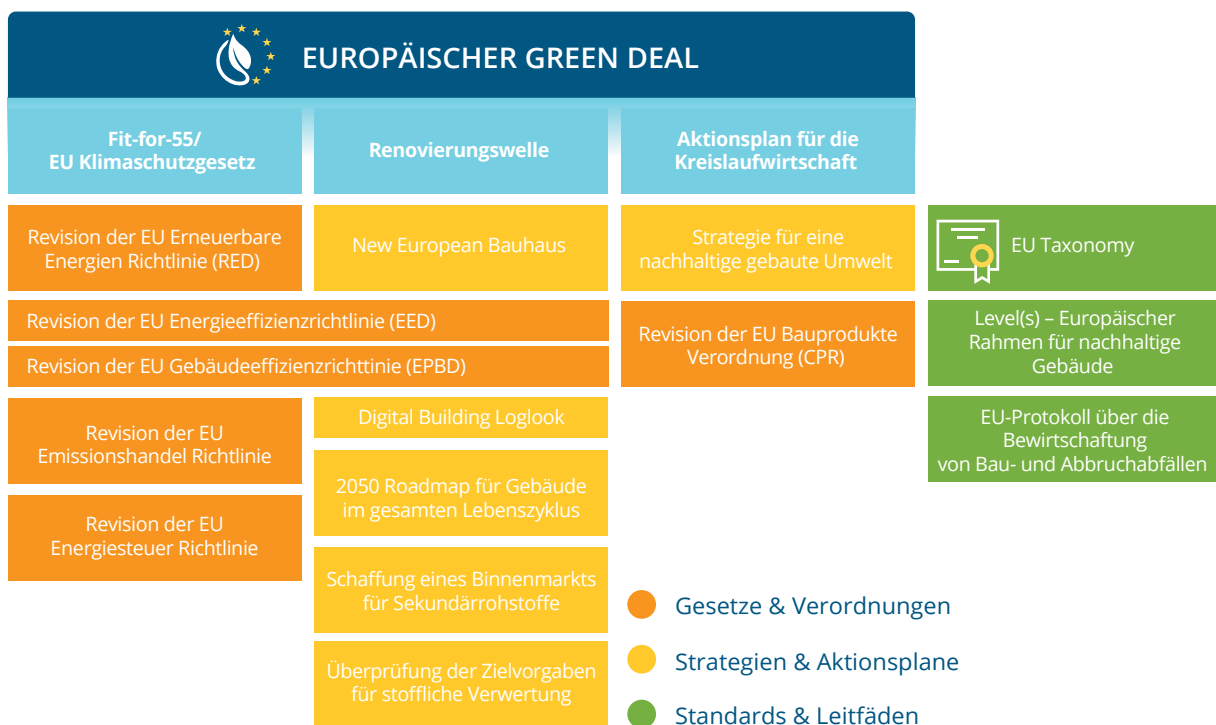 EUROPÄISCHER GREEN DEAL
Fit-for-55/
EU Klimaschutzgesetz
Renovierungswelle
Aktionsplan für die
Kreislaufwirtschaft
Revision der EU Erneuerbare
Energien Richtlinie (RED)
New European Bauhaus
Strategie für eine
nachhaltige gebaute Umwelt
EU Taxonomy
Revision der EU Energieeffizienzrichtlinie (EED)
Revision der EU Gebäudeeffizienzrichttinie (EPBD)
Revision der EU Bauprodukte
Verordnung (CPR)
Level(s) – Europäischer
Rahmen für nachhaltige
Gebäude
Revision der EU
Emissionshandel Richtlinie
Digital Building Loglook
EU-Protokoll über die
Bewirtschaftung
von Bau- und Abbruchabfällen
2050 Roadmap für Gebäude
im gesamten Lebenszyklus
Revision der EU
Energiesteuer Richtlinie
Schaffung eines Binnenmarkts
für Sekundärrohstoffe
Überprüfung der Zielvorgaben
für stoffliche Verwertung
Gesetze & Verordnungen
Strategien & Aktionsplane
Standards & Leitfäden